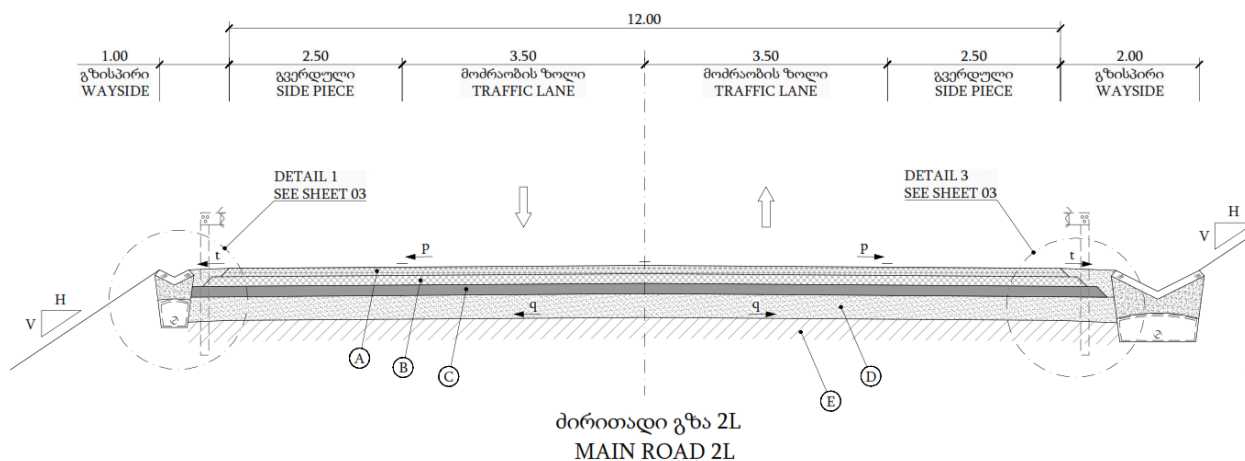 12.00
1.00 2.50 3.50 3.50 2.50 2.00
გზისპირი გვერდული მოძრაობის ზოლი მოძრაობის ზოლი გვერდული გზისპირი
WAYSIDE SIDE PIECE TRAFFIC LANE TRAFFIC LANE SIDE PIECE WAYSIDE
DETAIL 1
SEE SHEET 03
DETAIL 3
SEE SHEET 03
H
V
t
p
p
t
H
V
q
q
A
B
C
D
E
ძირითადი გზა 2L
MAIN ROAD 2L